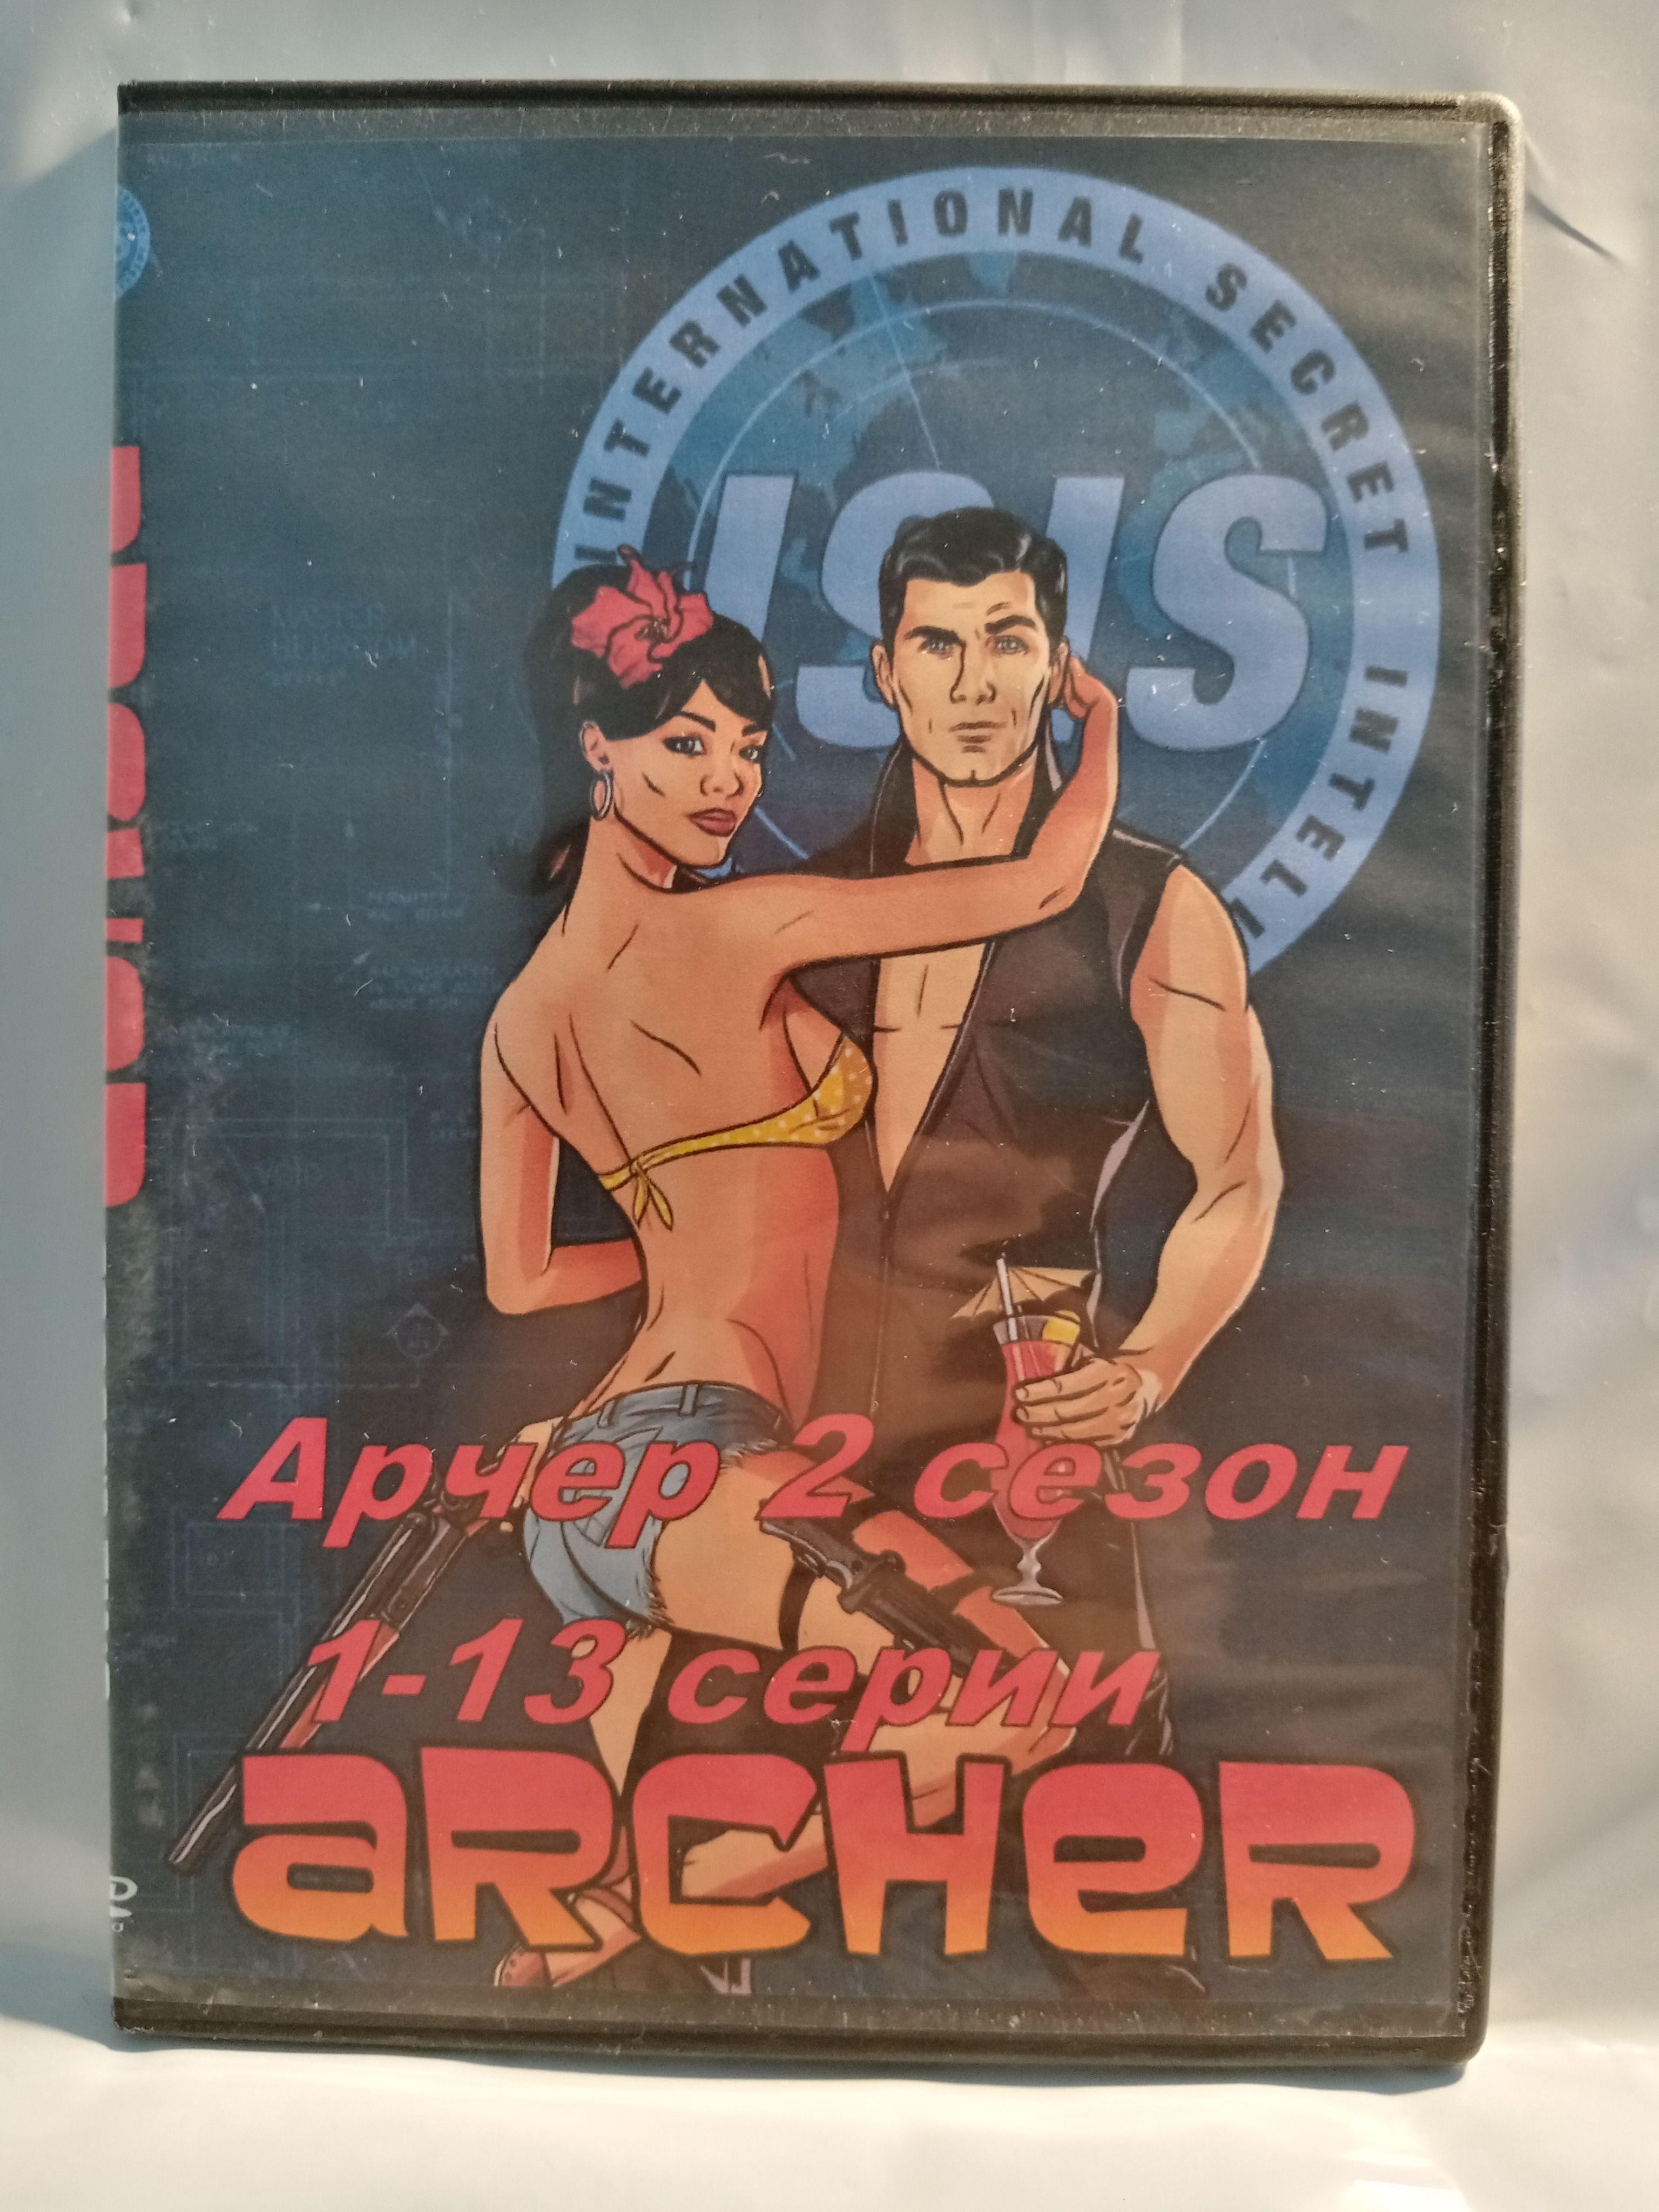 INTERNATIONAL SECRET INTELL
ISIS
Арчер 2 сезон
1-13 серии
aRCHeR